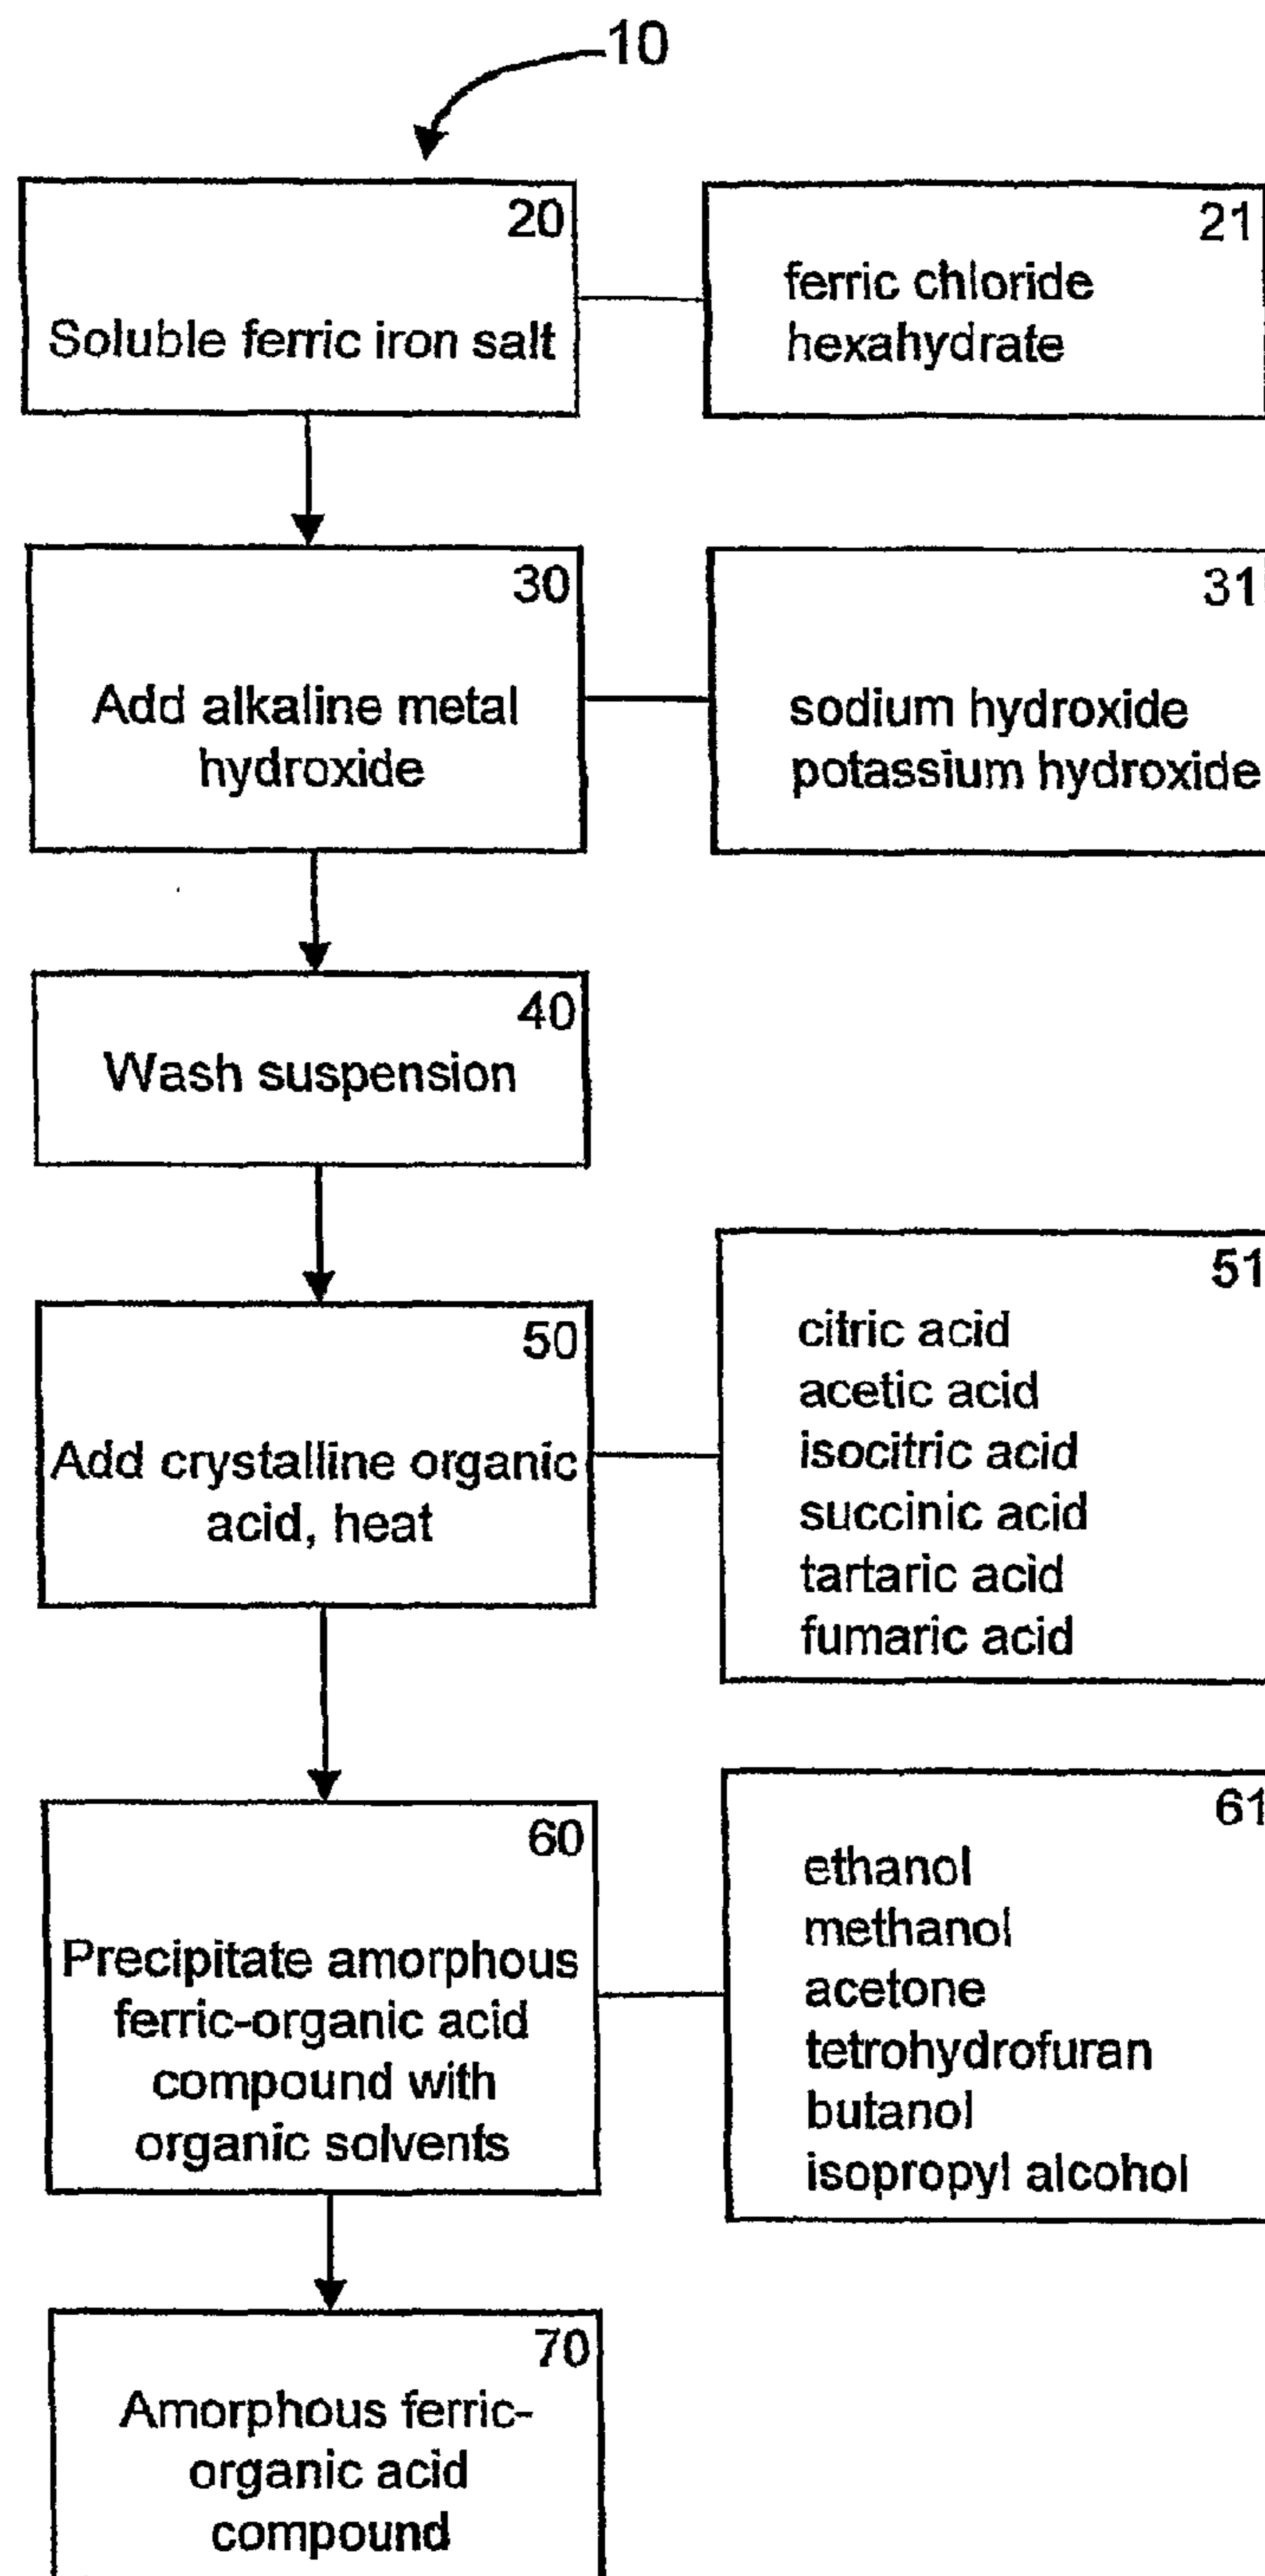 10
20
Soluble ferric iron salt
21
ferric chloride
hexahydrate
30
Add alkaline metal
hydroxide
31
sodium hydroxide
potassium hydroxide
40
Wash suspension
50
Add crystalline organic
acid, heat
51
citric acid
acetic acid
isocitric acid
succinic acid
tartaric acid
fumaric acid
60
Precipitate amorphous
ferric-organic acid
compound with
organic solvents
61
ethanol
methanol
acetone
tetrohydrofuran
butanol
isopropyl alcohol
70
Amorphous ferric-
organic acid
compound